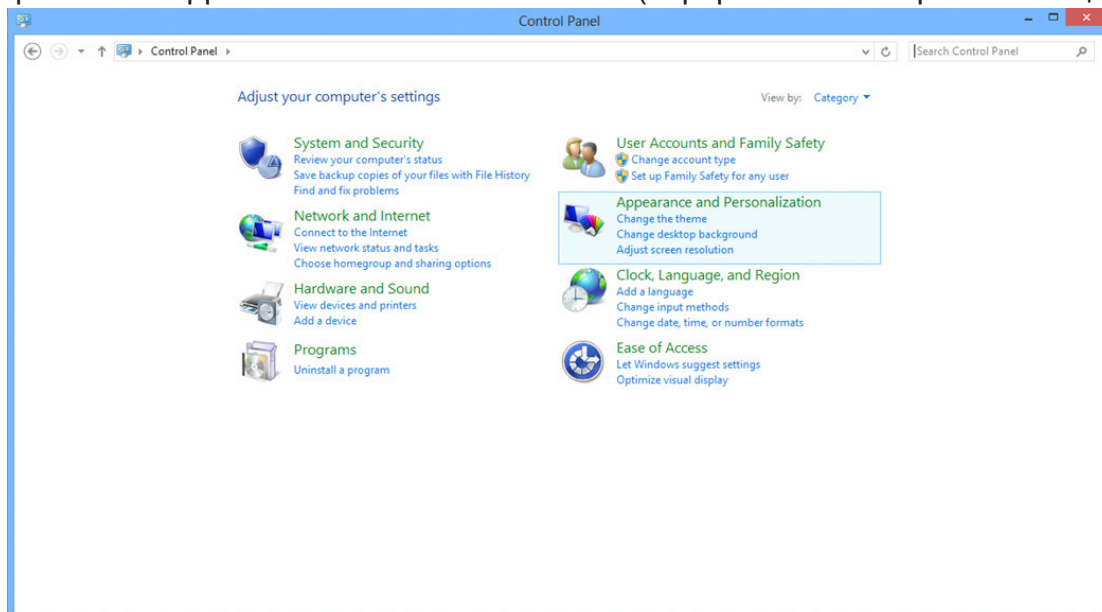 Control Panel
Control Panel
Search Control Panel
Adjust your computer's settings
View by: Category
System and Security
Review your computer's status
Save backup copies of your files with File History
Find and fix problems
Network and Internet
Connect to the Internet
View network status and tasks
Choose homegroup and sharing options
Hardware and Sound
View devices and printers
Add a device
Programs
Uninstall a program
User Accounts and Family Safety
Change account type
Set up Family Safety for any user
Appearance and Personalization
Change the theme
Change desktop background
Adjust screen resolution
Clock, Language, and Region
Add a language
Change input methods
Change date, time, or number formats
Ease of Access
Let Windows suggest settings
Optimize visual display